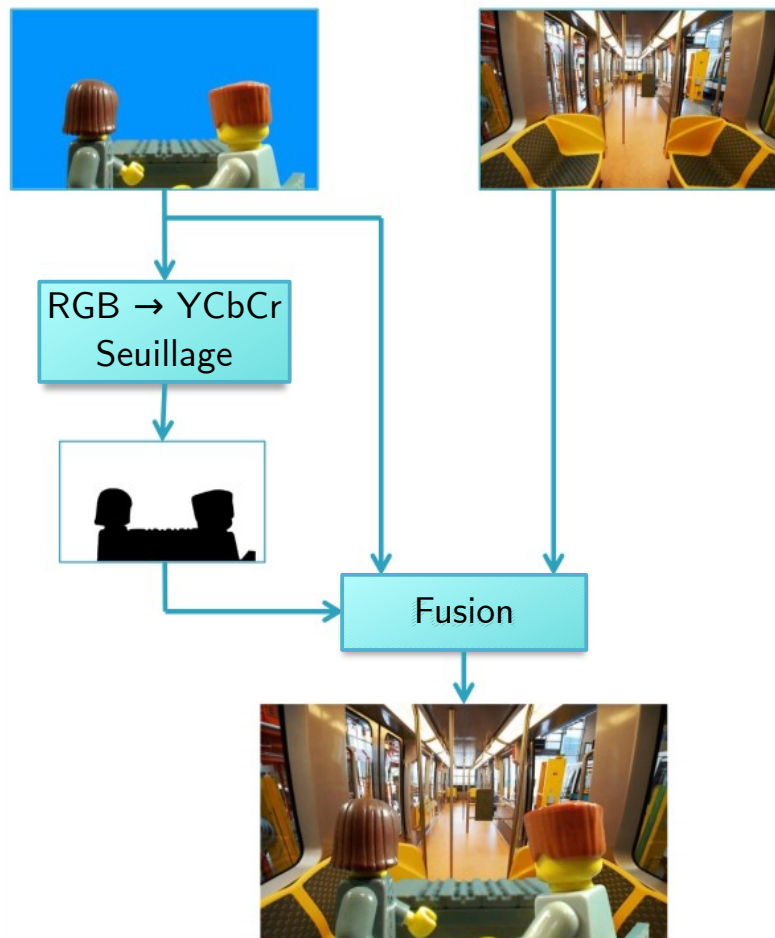 RGB → YCbCr
Seuillage
Fusion